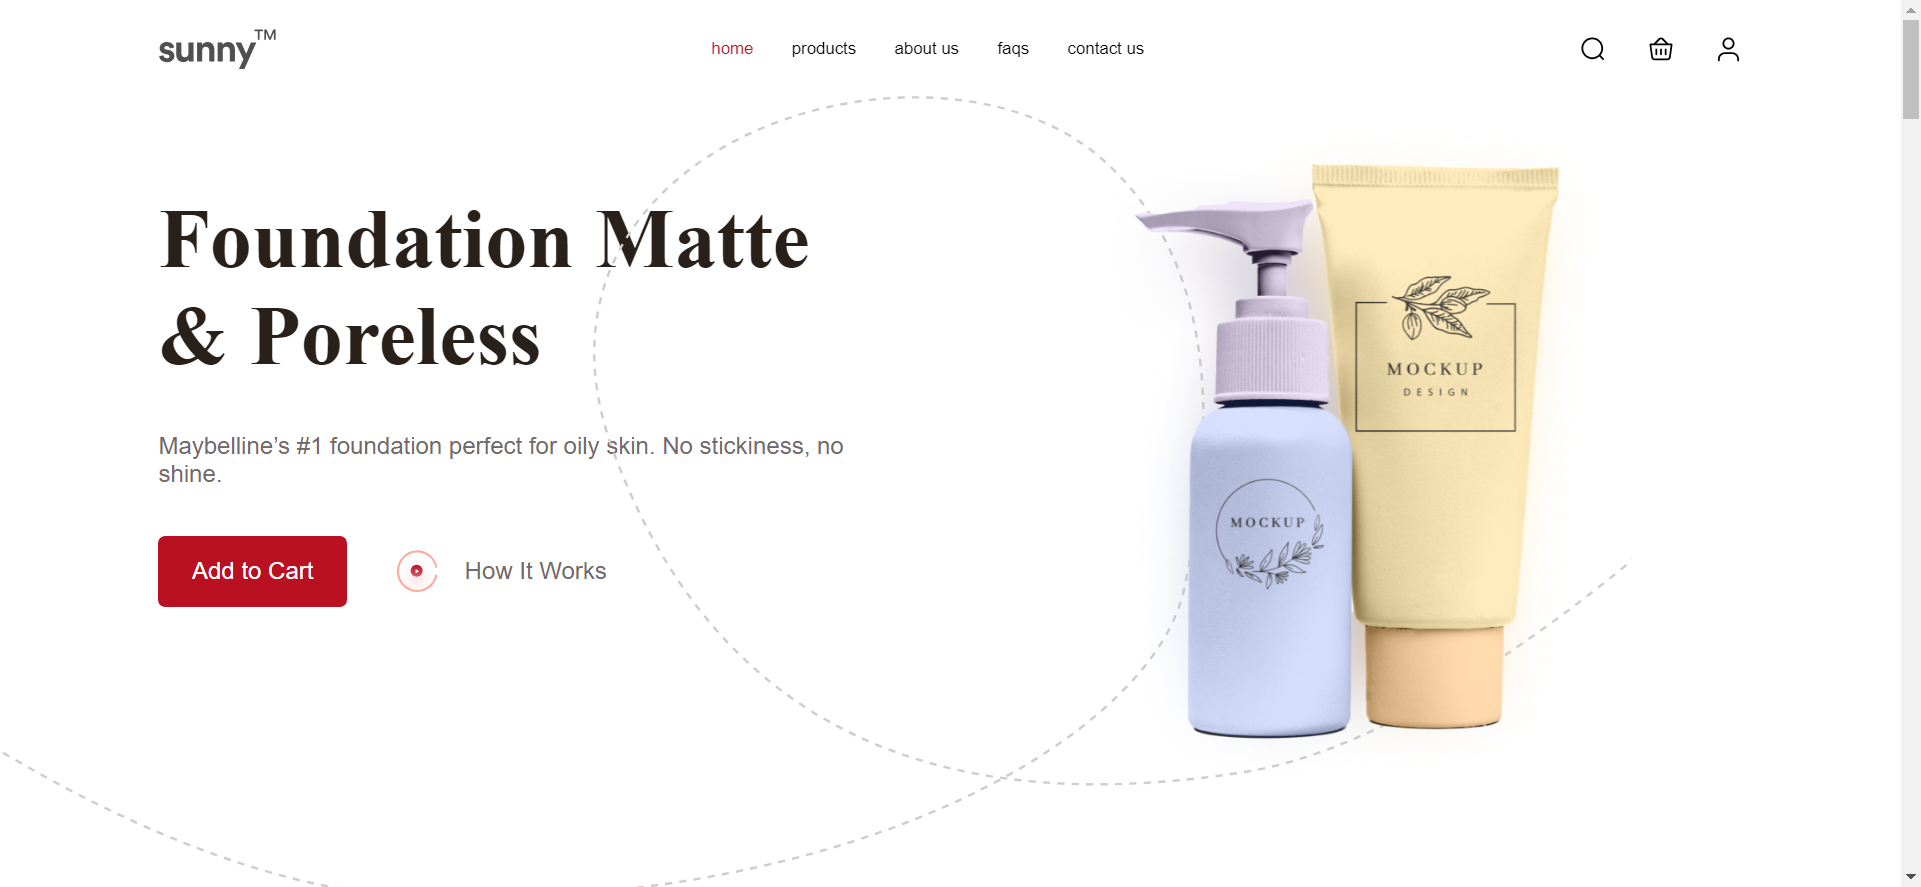 sunny™
home products about us faqs contact us
Foundation Matte
& Poreless
Maybelline’s #1 foundation perfect for oily skin. No stickiness, no
shine.
Add to Cart
How It Works
MOCKUP
DESIGN
MOCKUP